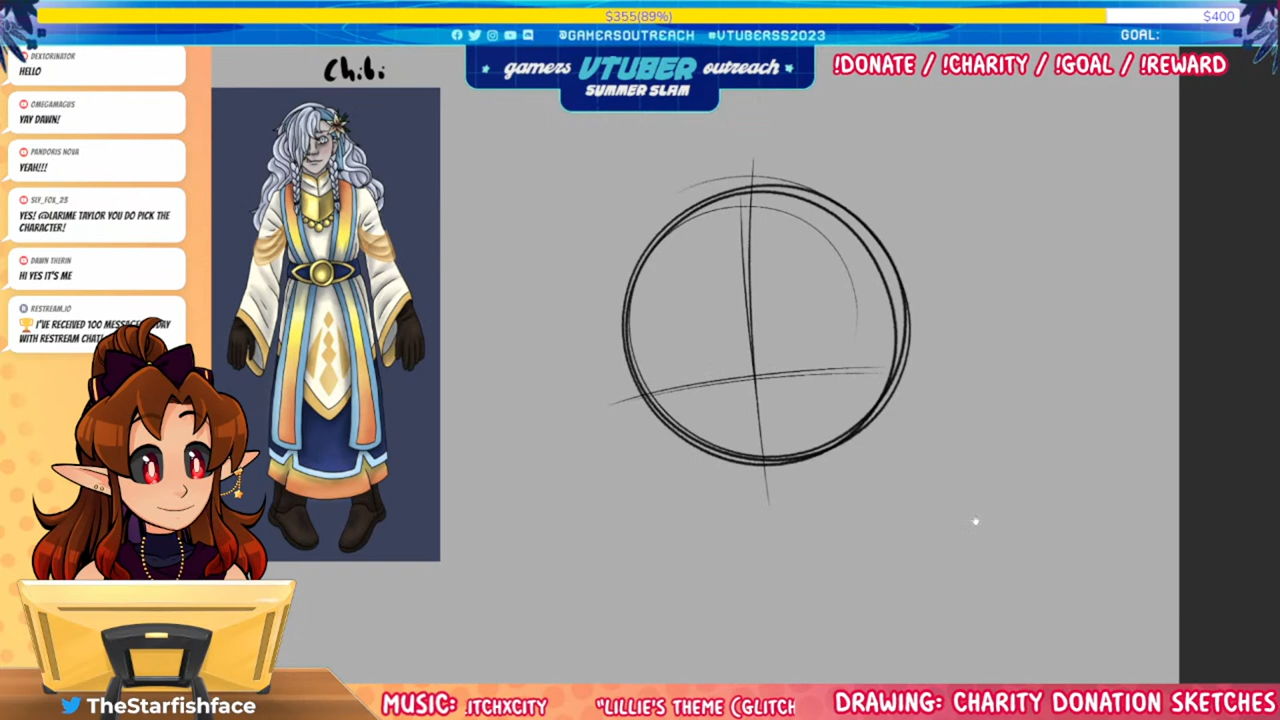 $355(89%)
$400
@GAMERSOUTREACH #VTUBERSS2023
GOAL:
gamers VTUBER outreach
SUMMER SLAM
!DONATE / !CHARITY / !GOAL / !REWARD
Chibi
DEXTORINATOR
HELLO
OMEGAMAGUS
YAY DAWN!
PANDORIS NOVA
YEAH!!!
SLY_FOX_23
YES! @LARIME TAYLOR YOU DO PICK THE
CHARACTER!
DAWN THERIN
HI YES IT'S ME
RESTREAM.IO
I'VE RECEIVED 100
WITH RESTREAM
TheStarfishface
MUSIC: ITCHXCITY "LILLIE'S THEME (GLITCH
DRAWING: CHARITY DONATION SKETCHES